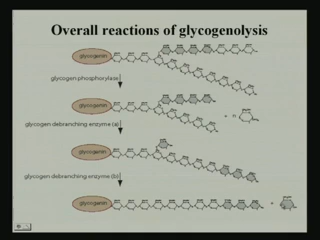 Overall reactions of glycogenolysis
glycogenin
glycogen phosphorylase
glycogenin
+ n
glycogen debranching enzyme (a)
glycogenin
glycogen debranching enzyme (b)
glycogenin
+